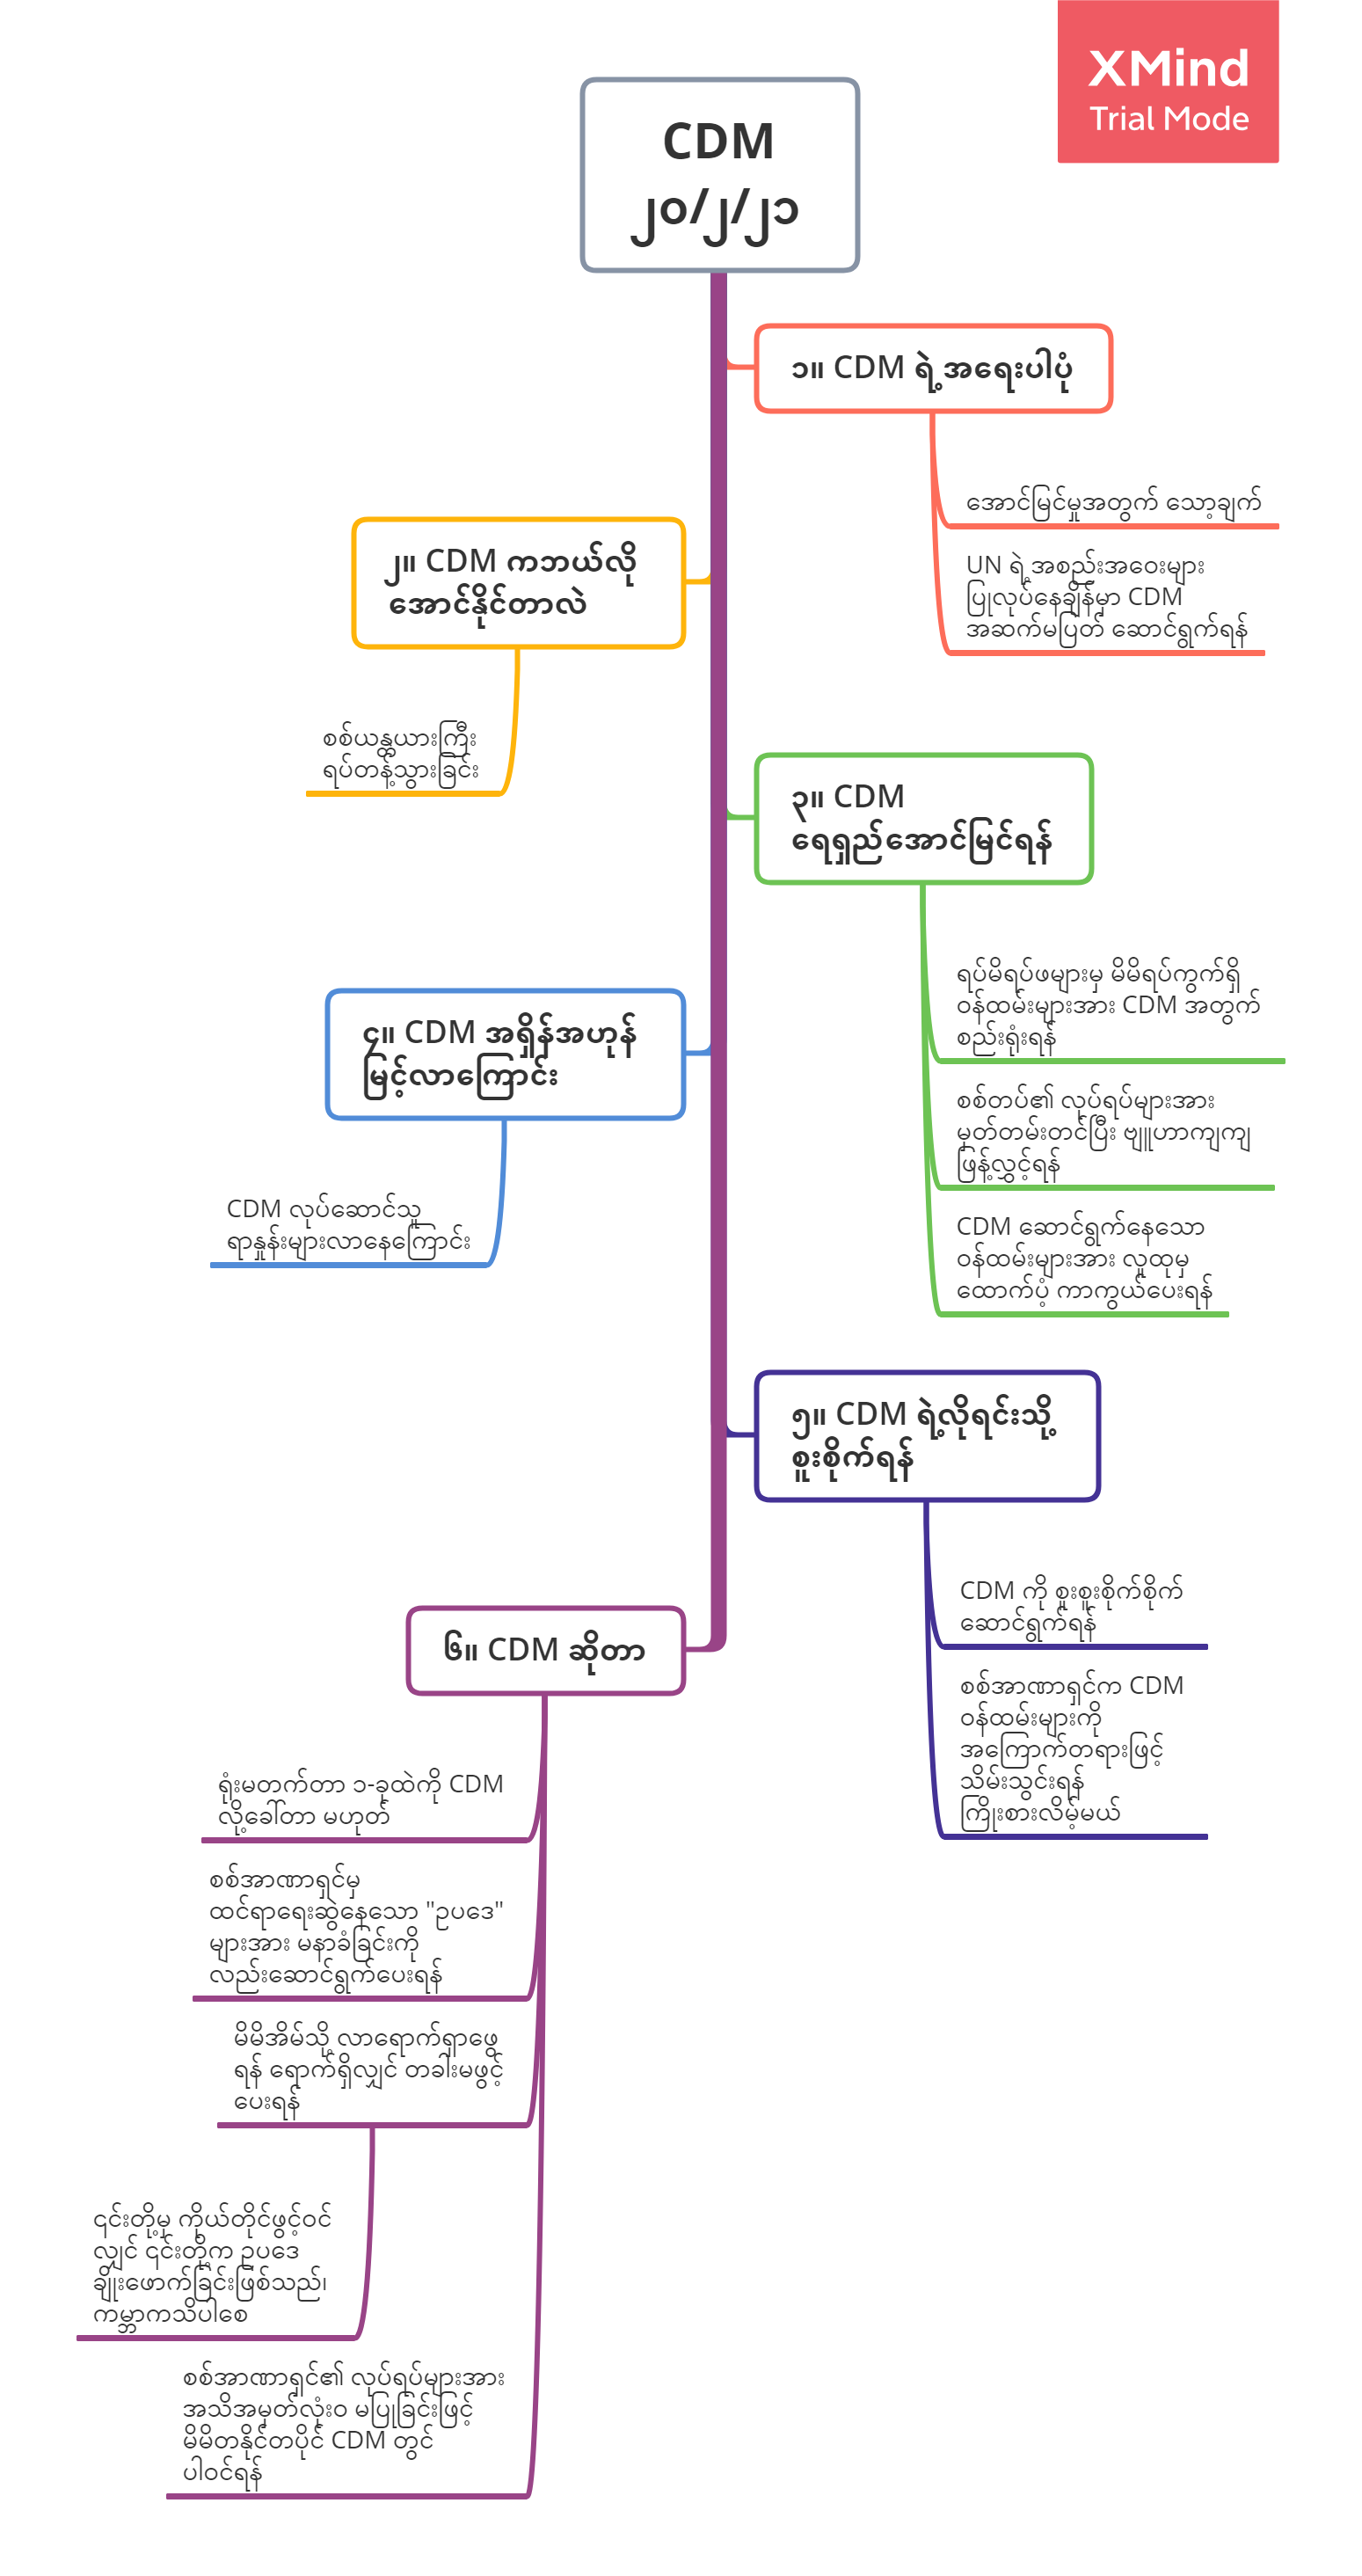 XMind
Trial Mode
CDM
၂၀/၂/၂၁
၁။ CDM ရဲ့အရေးပါပုံ
အောင်မြင်မှုအတွက် သော့ချက်
UN ရဲ့အစည်းအဝေးများ
ပြုလုပ်နေချိန်မှာ CDM
အဆက်မပြတ် ဆောင်ရွက်ရန်
၂။ CDM ကဘယ်လို
အောင်နိုင်တာလဲ
စစ်ယန္တယားကြီး
ရပ်တန့်သွားခြင်း
၃။ CDM
ရေရှည်အောင်မြင်ရန်
ရပ်မိရပ်ဖများမှ မိမိရပ်ကွက်ရှိ
ဝန်ထမ်းများအား CDM အတွက်
စည်းရုံးရန်
စစ်တပ်၏ လုပ်ရပ်များအား
မှတ်တမ်းတင်ပြီး ဗျူဟာကျကျ
ဖြန့်လွှင့်ရန်
CDM ဆောင်ရွက်နေသော
ဝန်ထမ်းများအား လူထုမှ
ထောက်ပံ့ ကာကွယ်ပေးရန်
၄။ CDM အရှိန်အဟုန်
မြင့်လာကြောင်း
CDM လုပ်ဆောင်သူ
ရာနှုန်းများလာနေကြောင်း
၅။ CDM ရဲ့လိုရင်းသို့
စူးစိုက်ရန်
CDM ကို စူးစူးစိုက်စိုက်
ဆောင်ရွက်ရန်
စစ်အာဏာရှင်က CDM
ဝန်ထမ်းများကို
အကြောက်တရားဖြင့်
သိမ်းသွင်းရန်
ကြိုးစားလိမ့်မယ်
၆။ CDM ဆိုတာ
ရုံးမတက်တာ ၁-ခုထဲကို CDM
လို့ခေါ်တာ မဟုတ်
စစ်အာဏာရှင်မှ
ထင်ရာရေးဆွဲနေသော "ဥပဒေ"
များအား မနာခံခြင်းကို
လည်းဆောင်ရွက်ပေးရန်
မိမိအိမ်သို့ လာရောက်ရှာဖွေ
ရန် ရောက်ရှိလျှင် တခါးမဖွင့်
ပေးရန်
၎င်းတို့မှ ကိုယ်တိုင်ဖွင့်ဝင်
လျှင် ၎င်းတို့က ဥပဒေ
ချိုးဖောက်ခြင်းဖြစ်သည်၊
ကမ္ဘာကသိပါစေ
စစ်အာဏာရှင်၏ လုပ်ရပ်များအား
အသိအမှတ်လုံးဝ မပြုခြင်းဖြင့်
မိမိတနိုင်တပိုင် CDM တွင်
ပါဝင်ရန်